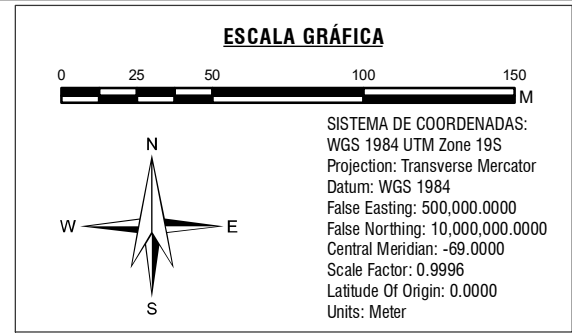 ESCALA GRÁFICA
0 25 50 100 150
M
SISTEMA DE COORDENADAS:
WGS 1984 UTM Zone 19S
Projection: Transverse Mercator
Datum: WGS 1984
False Easting: 500,000.0000
False Northing: 10,000,000.0000
Central Meridian: -69.0000
Scale Factor: 0.9996
Latitude Of Origin: 0.0000
Units: Meter
N
W E
S